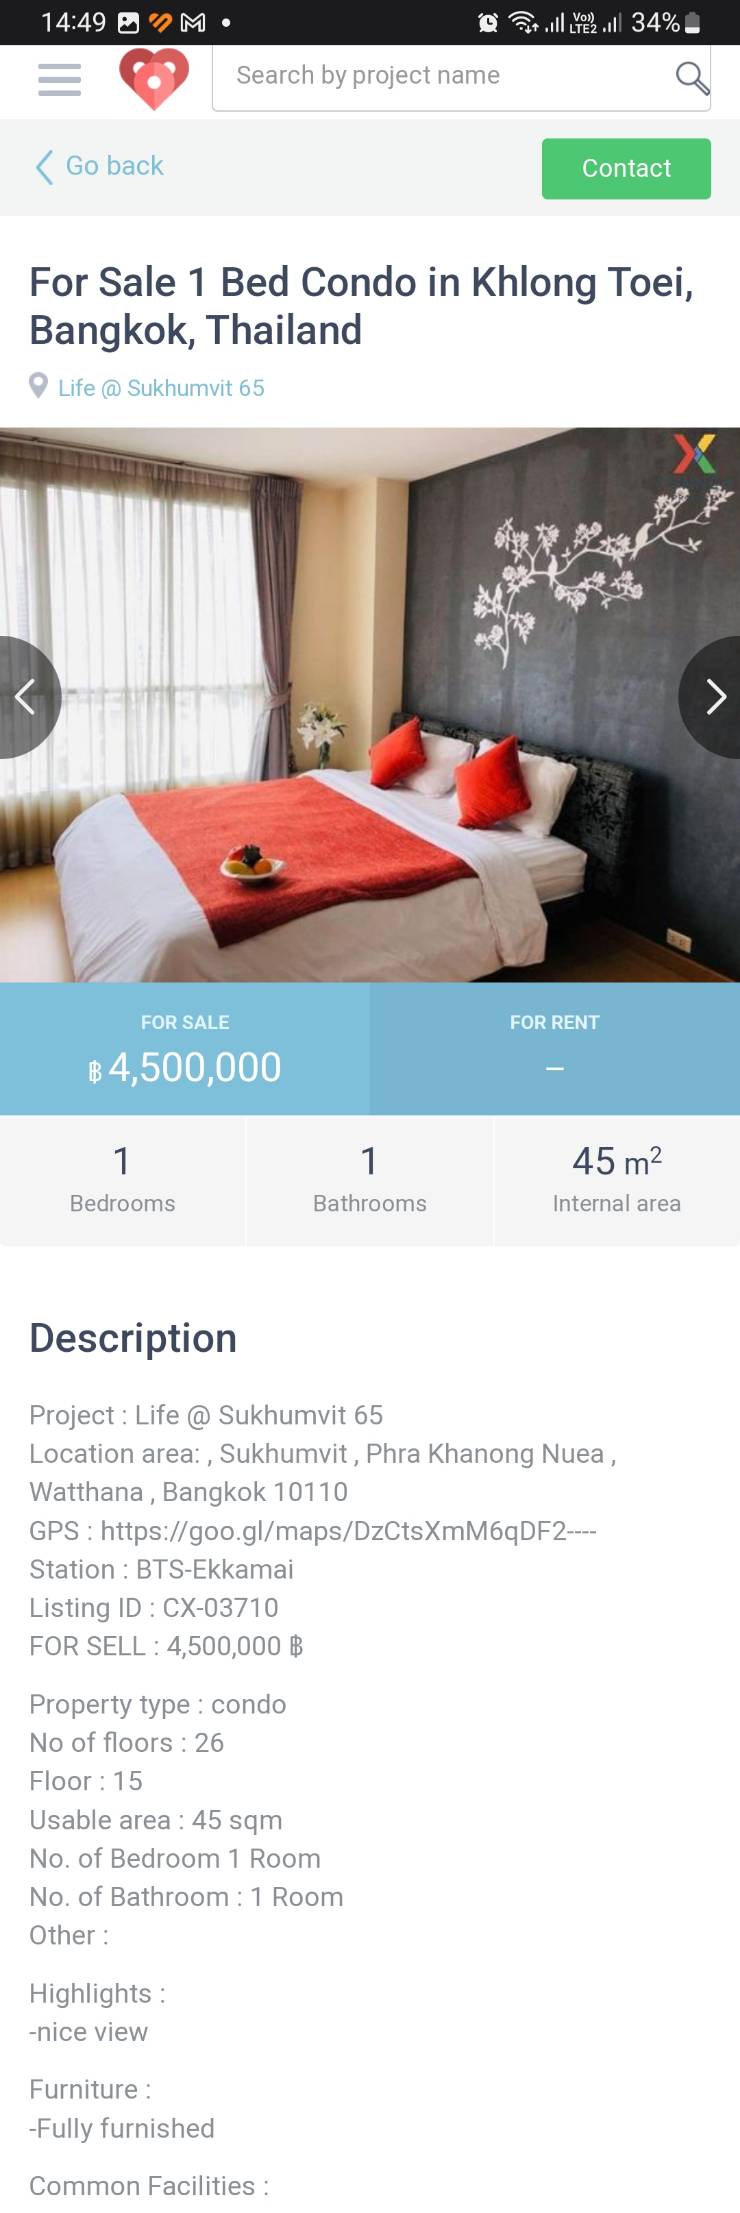 14:49
Vo))
LTE2
34%
Search by project name
Go back
Contact
For Sale 1 Bed Condo in Khlong Toei,
Bangkok, Thailand
Life @ Sukhumvit 65
X
FOR SALE
FOR RENT
฿ 4,500,000
–
1
1
45 m²
Bedrooms
Bathrooms
Internal area
Description
Project : Life @ Sukhumvit 65
Location area: , Sukhumvit , Phra Khanong Nuea ,
Watthana , Bangkok 10110
GPS : https://goo.gl/maps/DzCtsXmM6qDF2----
Station : BTS-Ekkamai
Listing ID : CX-03710
FOR SELL : 4,500,000 ฿
Property type : condo
No of floors : 26
Floor : 15
Usable area : 45 sqm
No. of Bedroom 1 Room
No. of Bathroom : 1 Room
Other :
Highlights :
-nice view
Furniture :
-Fully furnished
Common Facilities :